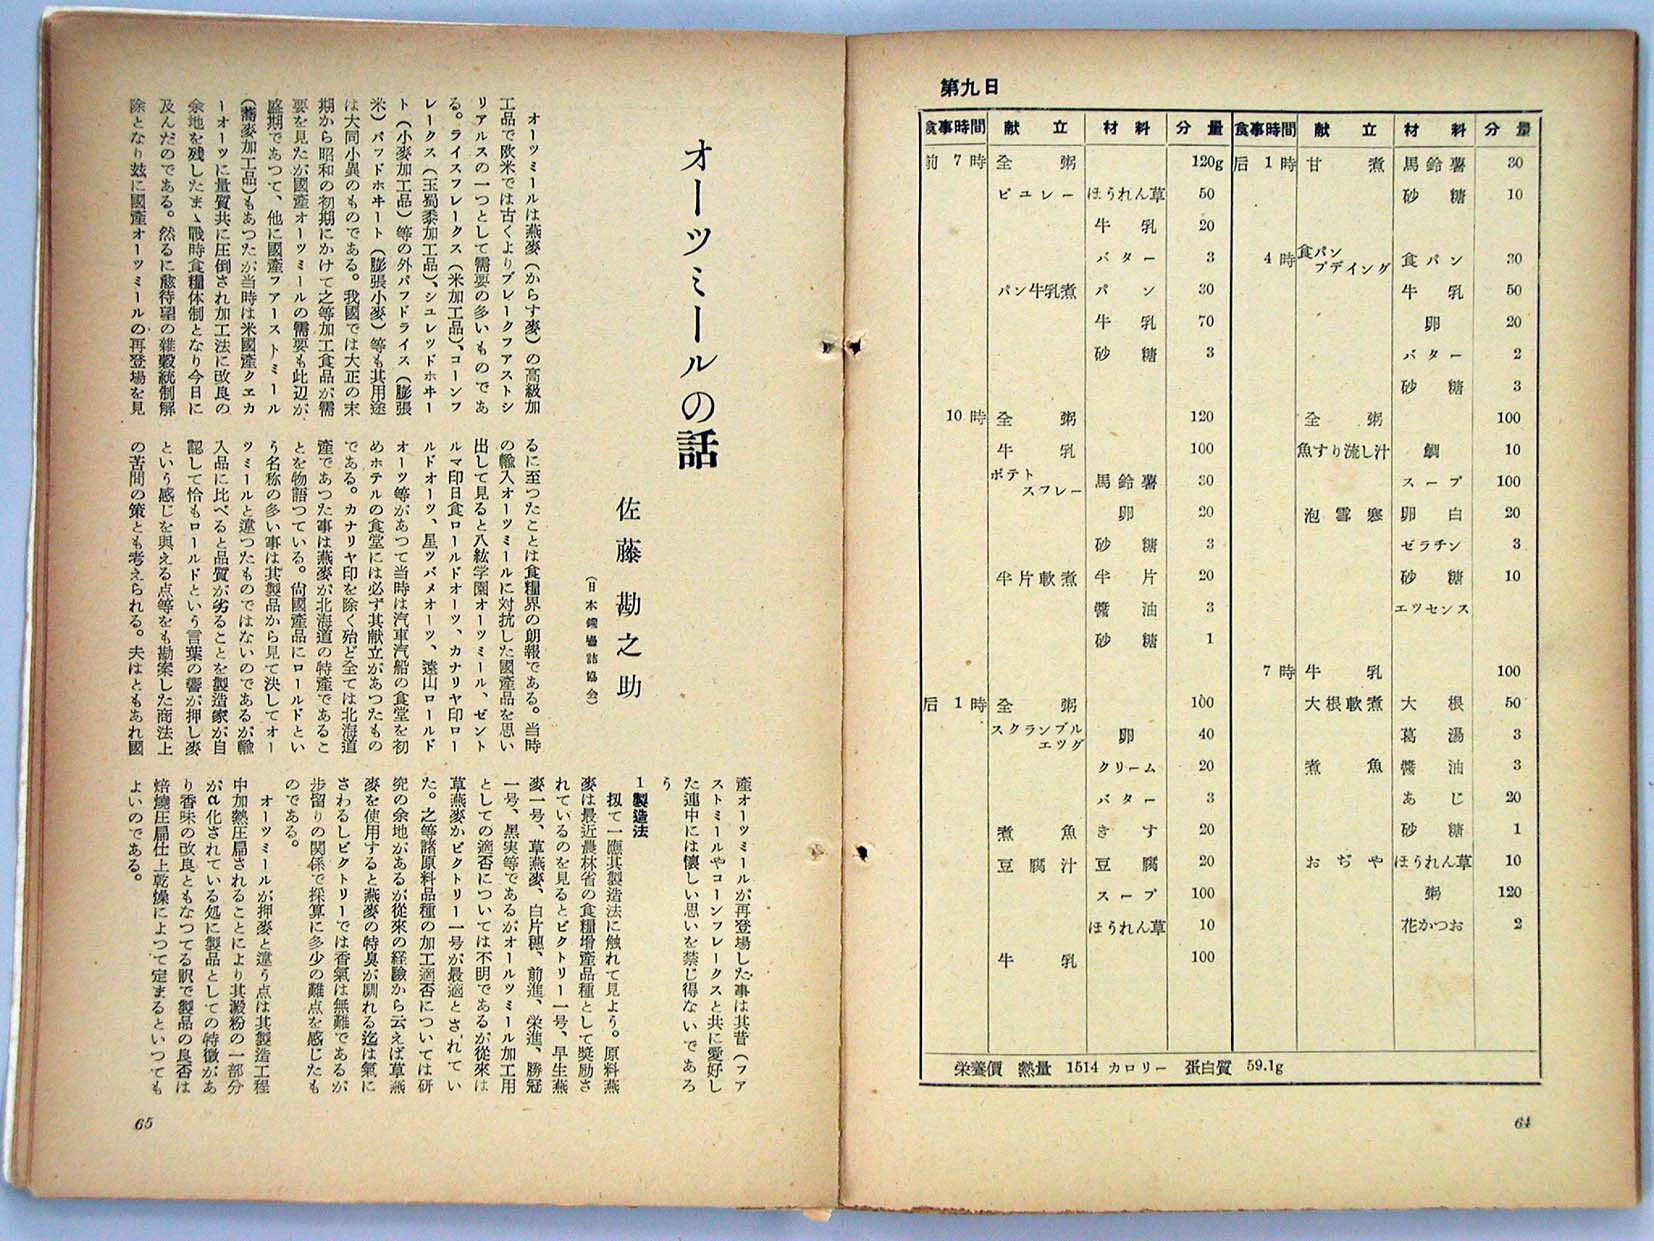 第九日
食事時間 献立 材料 分量 食事時間 献立 材料 分量
前7時 全粥 120g 后1時 甘煮 馬鈴薯 30
ピユレー ほうれん草 50 砂糖 10
牛乳 20
バター 3 4時 食パンプデイング 食パン 30
パン牛乳煮 パン 30 牛乳 50
牛乳 70 卵 20
砂糖 3 バター 2
砂糖 3
10時 全粥 120 全粥 100
牛乳 100 魚すり流し汁 鯛 10
ポテトスフレー 馬鈴薯 30 スープ 100
卵 20 泡雪寒 卵白 20
砂糖 3 ゼラチン 3
半片軟煮 半片 20 砂糖 10
醬油 3 エツセンス
砂糖 1
7時 牛乳 100
后1時 全粥 100 大根軟煮 大根 50
スクランブルエツグ 卵 40 葛湯 3
クリーム 20 煮魚 醬油 3
バター 3 あじ 20
煮魚 きす 20 砂糖 1
豆腐汁 豆腐 20 おぢや ほうれん草 10
スープ 100 粥 120
ほうれん草 10 花かつお 2
牛乳 100
栄養價 熱量 1514 カロリー 蛋白質 59.1g
64
オーツミールの話
佐藤勘之助
オーツミールは燕麥（からす麥）の高級加
工品で欧米では古くよりブレークフアストシ
リアルスの一つとして需要の多いものであ
る。ライスフレークス（米加工品）、コーンフ
レークス（玉蜀黍加工品）、シユレツドホヰー
ト（小麥加工品）等の外パフドライス（膨張
米）パフドホヰート（膨張小麥）等も其用途
は大同小異のものである。我國では大正の末
期から昭和の初期にかけて之等加工食品が需
要を見たが國産オーツミールの需要も此辺が
盛期であつて、他に國産フアーストミール
（蕎麥加工品）もあつたが当時は米國産クエカ
ーオーツに量質共に圧倒され加工法に改良の
余地を残したまゝ戰時食糧体制となり今日に
及んだのである。然るに愈待望の雑穀統制解
除となり玆に國産オーツミールの再登場を見
るに至つたことは食糧界の朗報である。当時
の輸入オーツミールに対抗した國産品を思い
出して見ると八紘学園オーツミール、ゼント
ルマ印日食ロールドオーツ、カナリヤ印ロー
ルドオーツ、星ツバメオーツ、遠山ロールド
オーツ等があつて当時は汽車汽船の食堂を初
めホテルの食堂には必ず其献立があつたもの
である。カナリヤ印を除く殆ど全ては北海道
産であつた事は燕麥が北海道の特産であるこ
とを物語つている。尙國産品にロールドとい
う名称の多い事は其製品から見て決してオー
ツミールと違つたものではないのであるが輸
入品に比べると品質が劣ることを製造家が自
認して恰もロールドという言葉の響が押し麥
という感じを與える点等をも勘案した商法上
の苦間の策とも考えられる。夫はともあれ國
産オーツミールが再登場した事は其昔（フア
ストミールやコーンフレークスと共に愛好し
た連中には懐しい思いを禁じ得ないであろ
う
1 製造法
扨て一應其製造法に触れて見よう。原料燕
麥は最近農林省の食糧増産品種として奨励さ
れているのを見るとビクトリー一号、早生燕
麥一号、草燕麥、白片穗、前進、栄進、勝冠
一号、黒実等であるがオールツミール加工用
としての適否については不明であるが従來は
草燕麥かビクトリー一号が最適とされてい
た。之等諸原料品種の加工適否については研
究の余地があるが従來の経驗から云えば草燕
麥を使用すると燕麥の特臭が馴れる迄は氣に
さわるしビクトリーでは香氣は無難であるが
步留りの関係で採算に多少の難点を感じたも
のである。
オーツミールが押麥と違う点は其製造工程
中加熱圧扁されることにより其澱粉の一部分
がα化されている処に製品としての特徴があ
り香味の改良ともなつてる訳で製品の良否は
焙燒圧扁仕上乾燥によつて定まるといつても
よいのである。
65